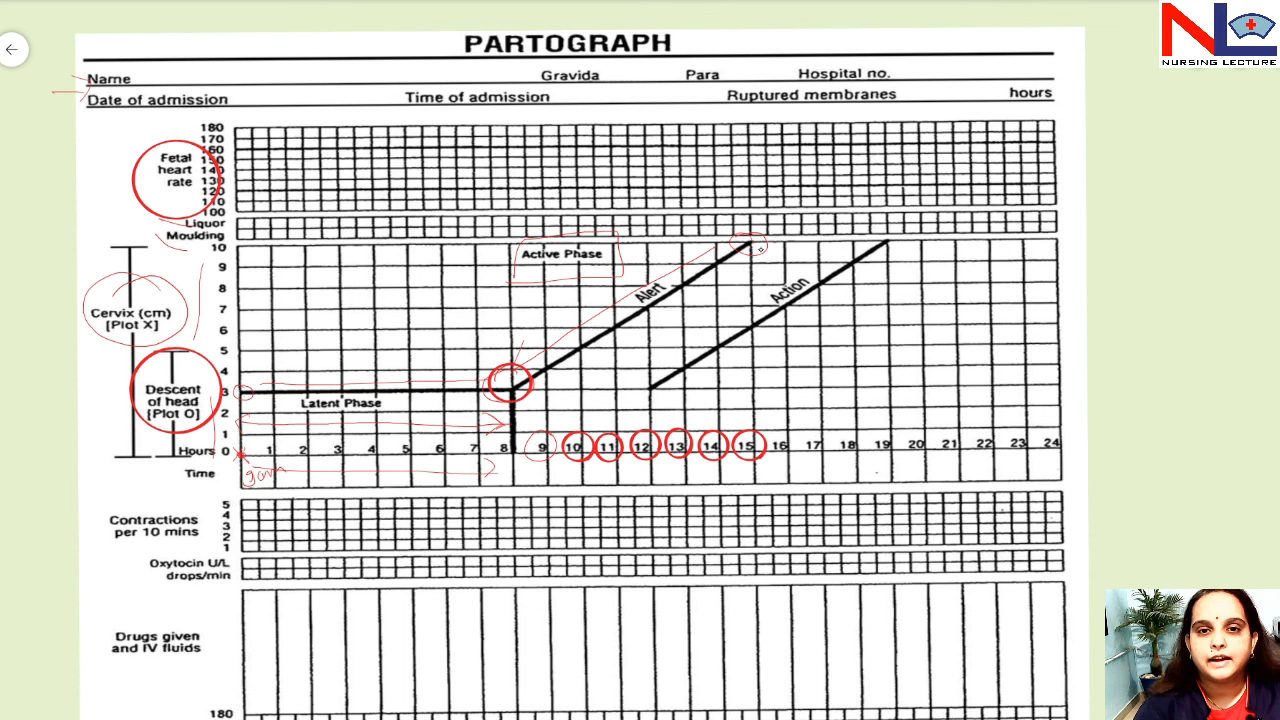 NL
NURSING LECTURE
PARTOGRAPH
Name Gravida Para Hospital no.
Date of admission Time of admission Ruptured membranes hours
180
170
160
Fetal 150
heart 140
rate 130
120
110
100
Liquor
Moulding
10
Active Phase
9
8 Alert Action
Cervix (cm) 7
[Plot X]
6
5
4
Descent 3
of head Latent Phase
[Plot O] 2
1
Hours 0 1 2 3 4 5 6 7 8 9 10 11 12 13 14 15 16 17 18 19 20 21 22 23 24
Time 9am
5
Contractions 4
per 10 mins 3
2
1
Oxytocin U/L
drops/min
Drugs given
and IV fluids
180